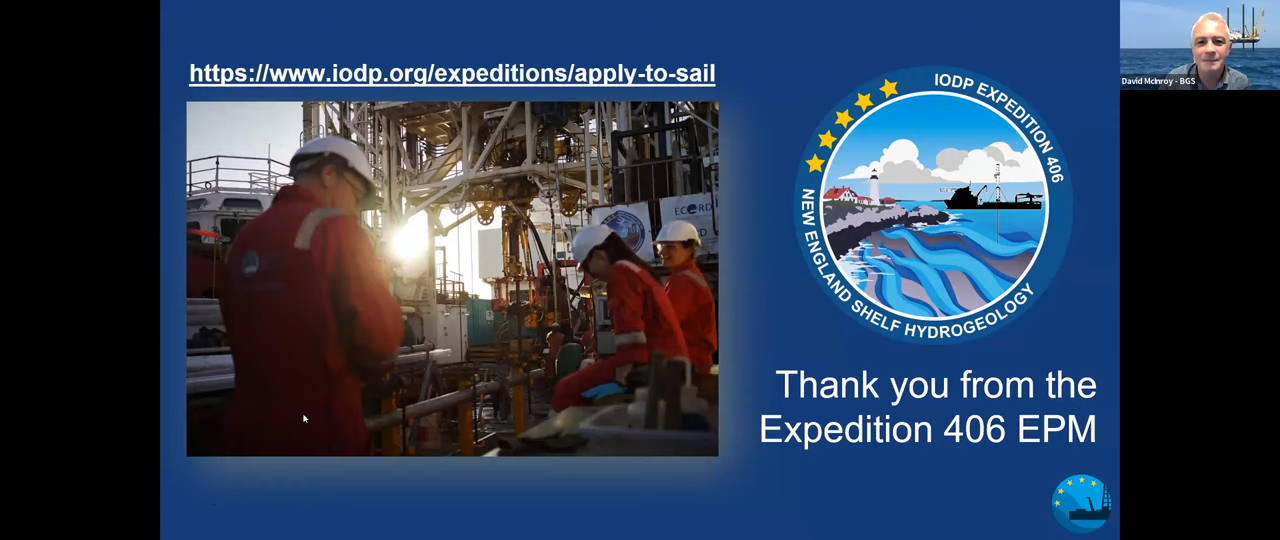 https://www.iodp.org/expeditions/apply-to-sail
ECORD
IODP EXPEDITION 406
NEW ENGLAND SHELF HYDROGEOLOGY
Thank you from the
Expedition 406 EPM
David McInroy - BGS